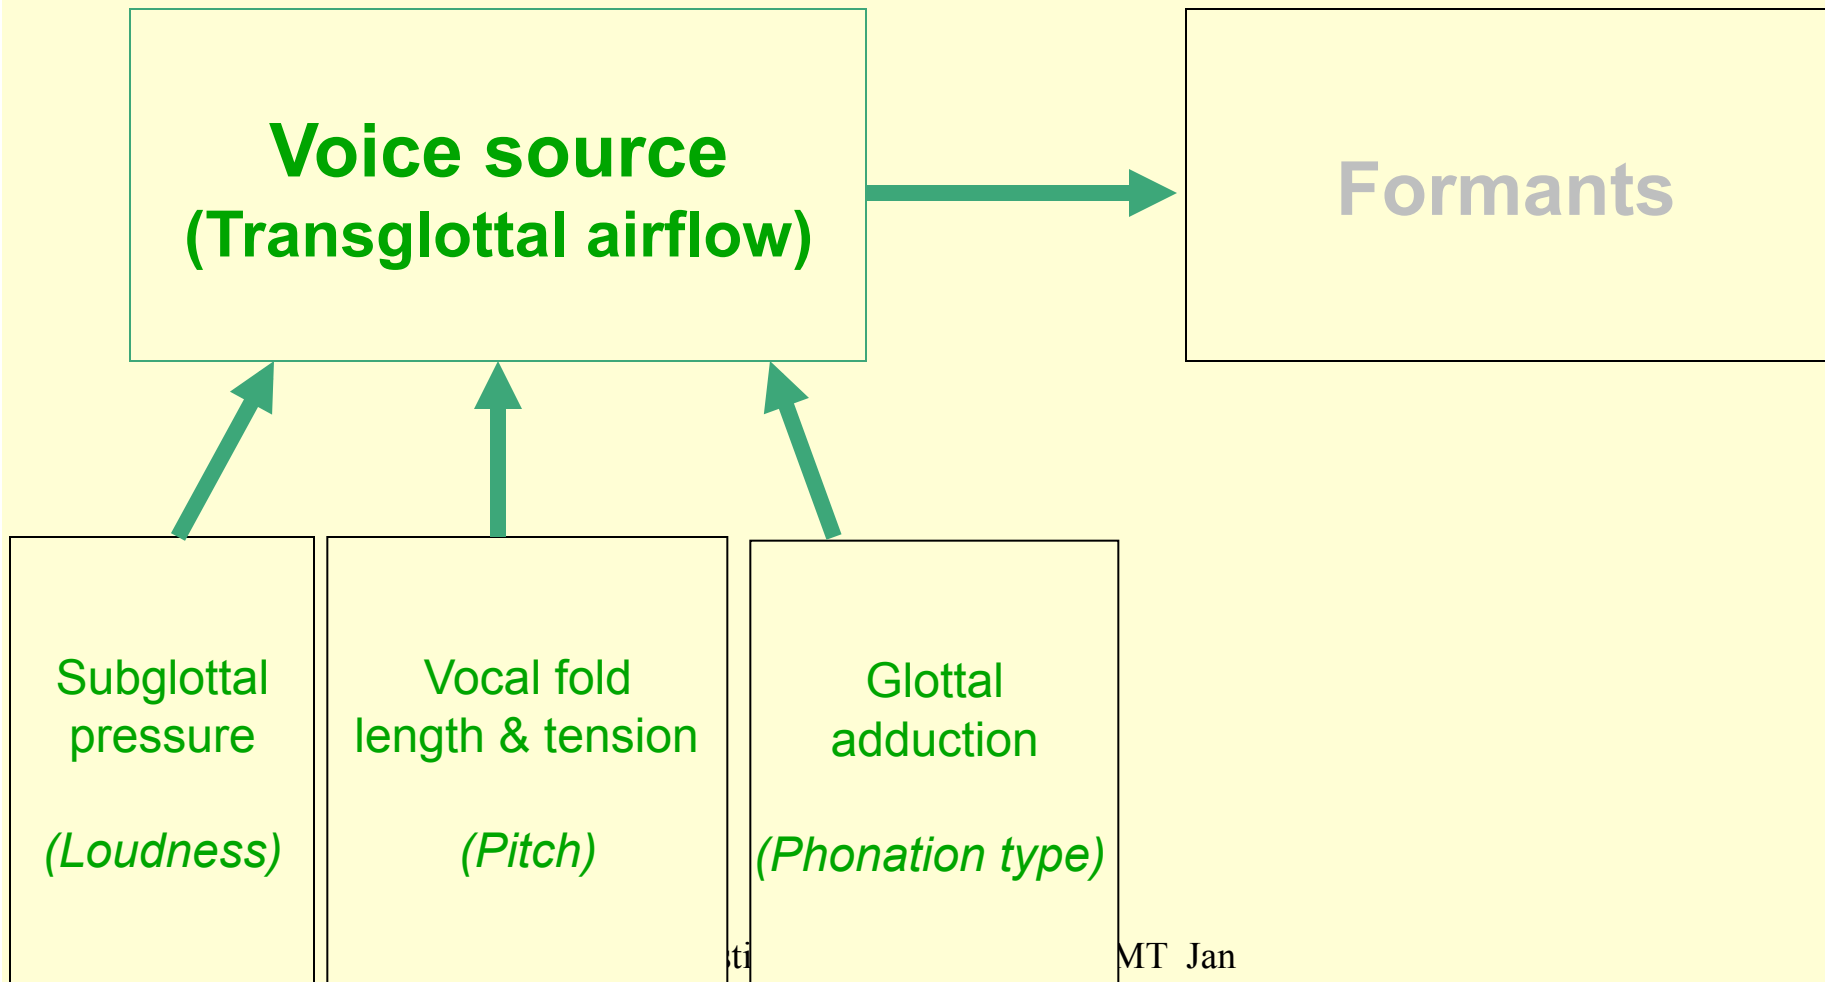 Voice source
(Transglottal airflow)
Formants
Subglottal
pressure
(Loudness)
Vocal fold
length & tension
(Pitch)
Glottal
adduction
(Phonation type)
MT Jan